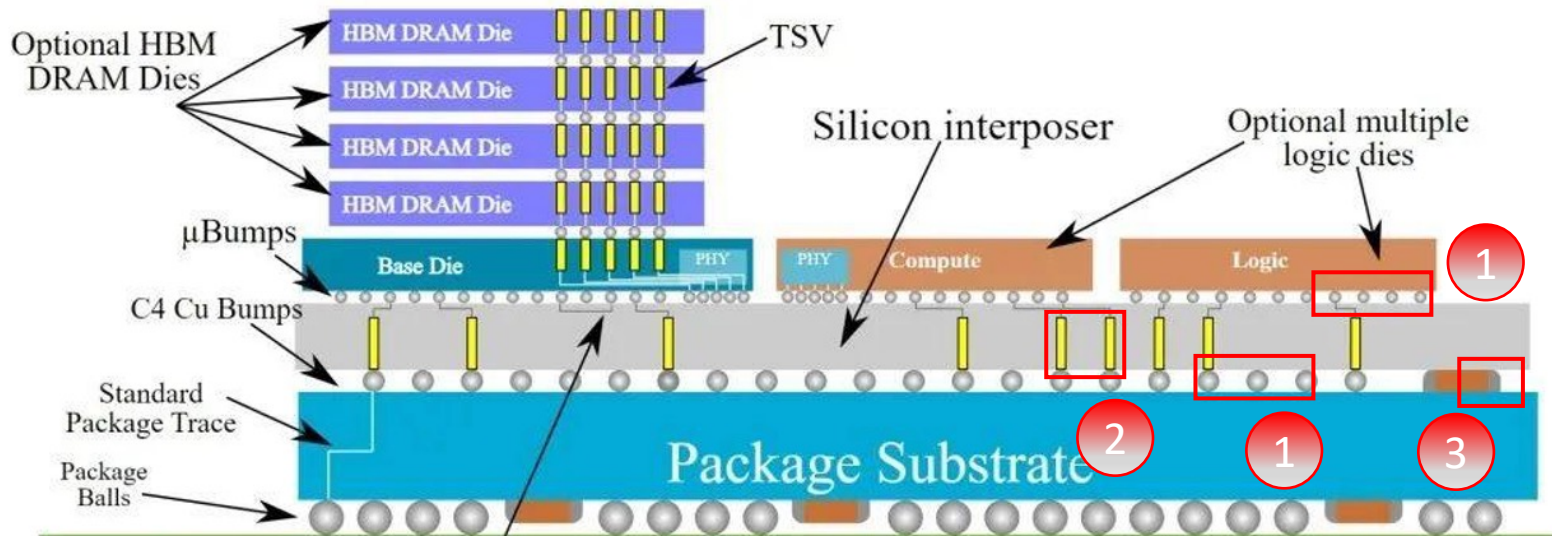 Optional HBM
DRAM Dies
HBM DRAM Die
TSV
HBM DRAM Die
HBM DRAM Die
HBM DRAM Die
Silicon interposer
Optional multiple
logic dies
µBumps
Base Die
PHY
PHY
Compute
Logic
1
C4 Cu Bumps
Standard
Package Trace
Package Substrate
2
1
3
Package
Balls